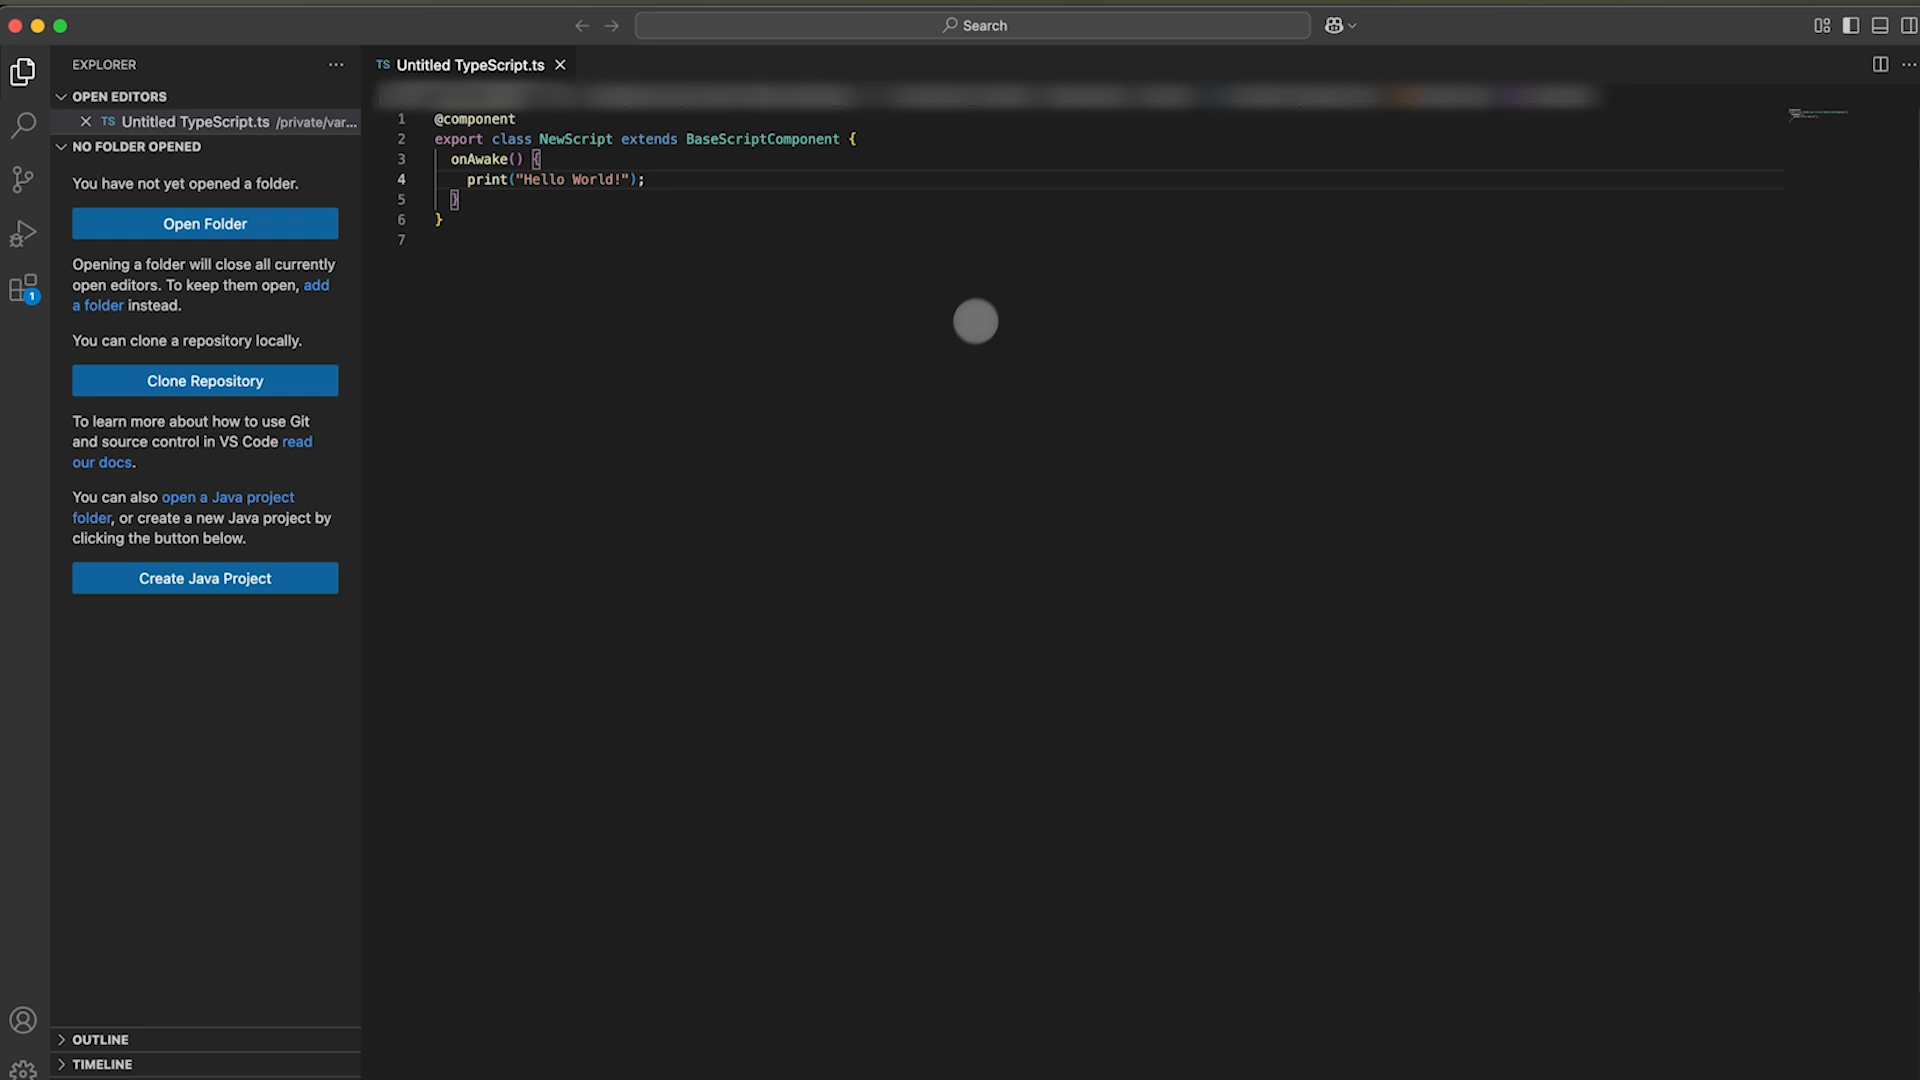 Search
EXPLORER
OPEN EDITORS
TS Untitled TypeScript.ts /private/var...
NO FOLDER OPENED
You have not yet opened a folder.
Open Folder
Opening a folder will close all currently
open editors. To keep them open, add
a folder instead.
You can clone a repository locally.
Clone Repository
To learn more about how to use Git
and source control in VS Code read
our docs.
You can also open a Java project
folder, or create a new Java project by
clicking the button below.
Create Java Project
OUTLINE
TIMELINE
1
TS Untitled TypeScript.ts
1 @component
2 export class NewScript extends BaseScriptComponent {
3 onAwake() {
4 print("Hello World!");
5 }
6 }
7